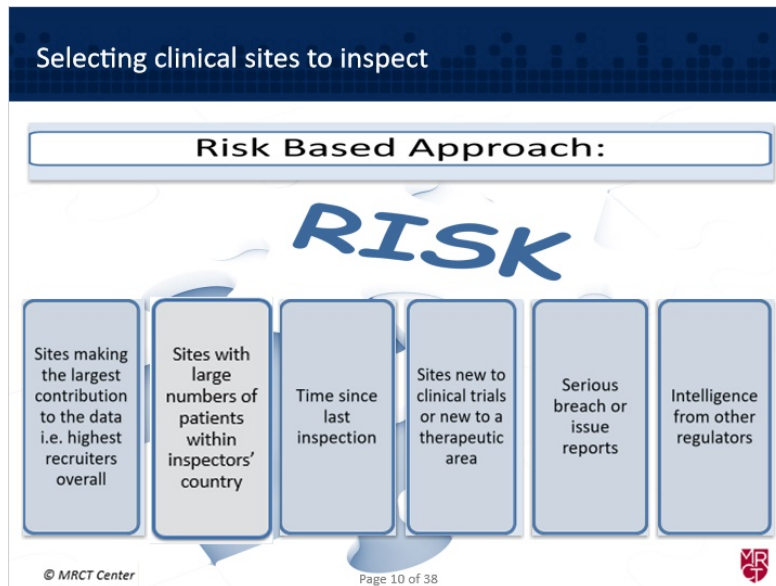 Selecting clinical sites to inspect
Risk Based Approach:
RISK
Sites making
the largest
contribution
to the data
i.e. highest
recruiters
overall
Sites with
large
numbers of
patients
within
inspectors'
country
Time since
last
inspection
Sites new to
clinical trials
or new to a
therapeutic
area
Serious
breach or
issue
reports
Intelligence
from other
regulators
© MRCT Center
Page 10 of 38
MR
CT